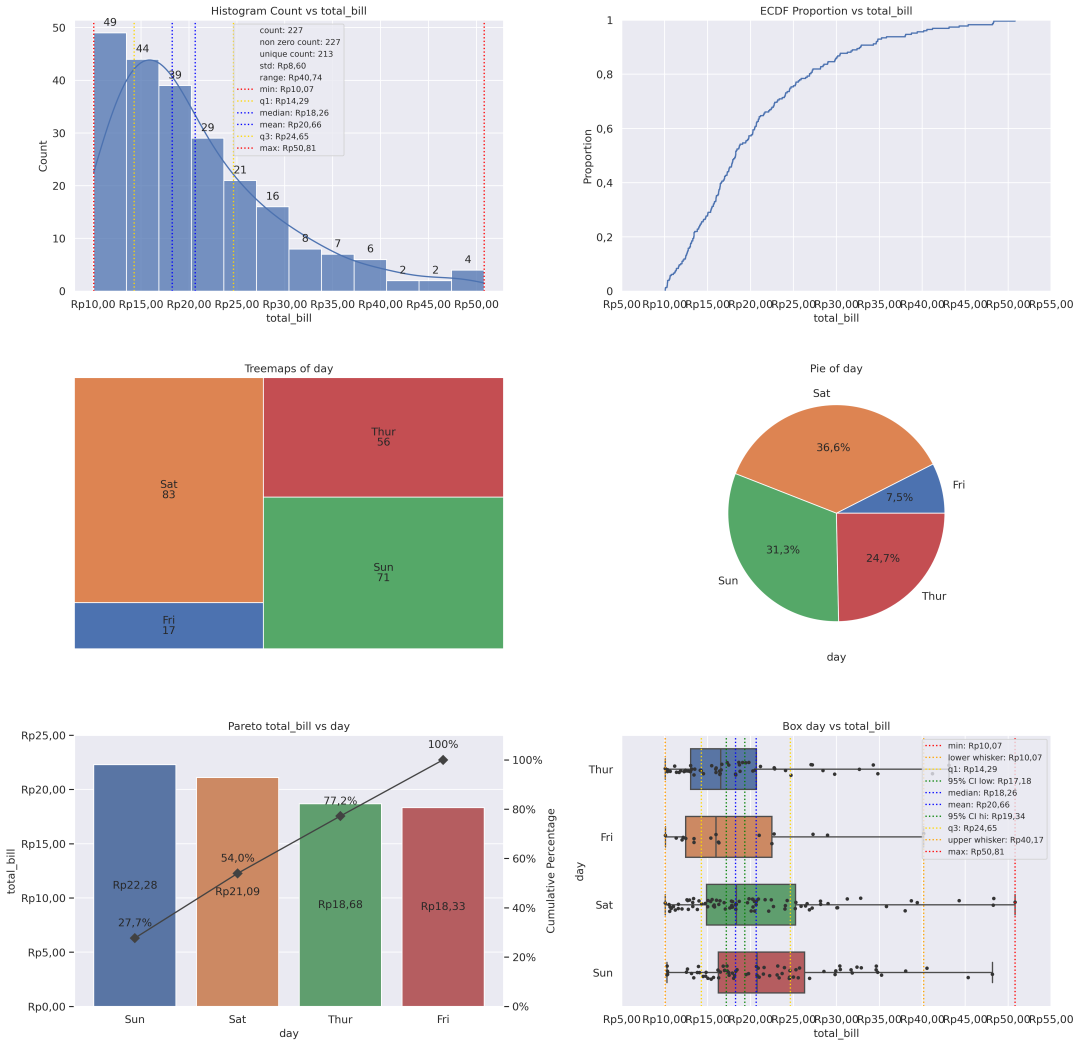 Histogram Count vs total_bill
Count
50
40
30
20
10
0
49
44
39
29
21
16
8
7
6
2
2
4
count: 227
non zero count: 227
unique count: 213
std: Rp8,60
range: Rp40,74
min: Rp10,07
q1: Rp14,29
median: Rp18,26
mean: Rp20,66
q3: Rp24,65
max: Rp50,81
Rp10,00 Rp15,00 Rp20,00 Rp25,00 Rp30,00 Rp35,00 Rp40,00 Rp45,00 Rp50,00
total_bill
ECDF Proportion vs total_bill
Proportion
1
0,8
0,6
0,4
0,2
0
Rp5,00 Rp10,00 Rp15,00 Rp20,00 Rp25,00 Rp30,00 Rp35,00 Rp40,00 Rp45,00 Rp50,00 Rp55,00
total_bill
Treemaps of day
Sat
83
Fri
17
Thur
56
Sun
71
Pie of day
Sat
36,6%
Fri
7,5%
Sun
31,3%
Thur
24,7%
day
Pareto total_bill vs day
total_bill
Rp25,00
Rp20,00
Rp15,00
Rp10,00
Rp5,00
Rp0,00
Rp22,28
Rp21,09
Rp18,68
Rp18,33
27,7%
54,0%
77,2%
100%
100%
80%
60%
40%
20%
0%
Cumulative Percentage
Sun Sat Thur Fri
day
Box day vs total_bill
day
Thur
Fri
Sat
Sun
min: Rp10,07
lower whisker: Rp10,07
q1: Rp14,29
95% CI low: Rp17,18
median: Rp18,26
mean: Rp20,66
95% CI hi: Rp19,34
q3: Rp24,65
upper whisker: Rp40,17
max: Rp50,81
Rp5,00 Rp10,00 Rp15,00 Rp20,00 Rp25,00 Rp30,00 Rp35,00 Rp40,00 Rp45,00 Rp50,00 Rp55,00
total_bill